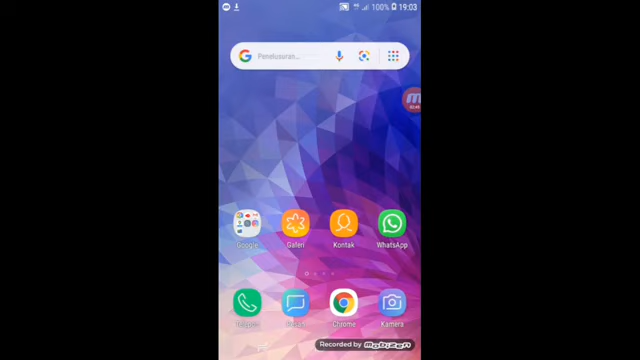 100% 19:03
Penelusuran...
Google Galeri Kontak WhatsApp
Telepon Pesan Chrome Kamera
Recorded by mobizen